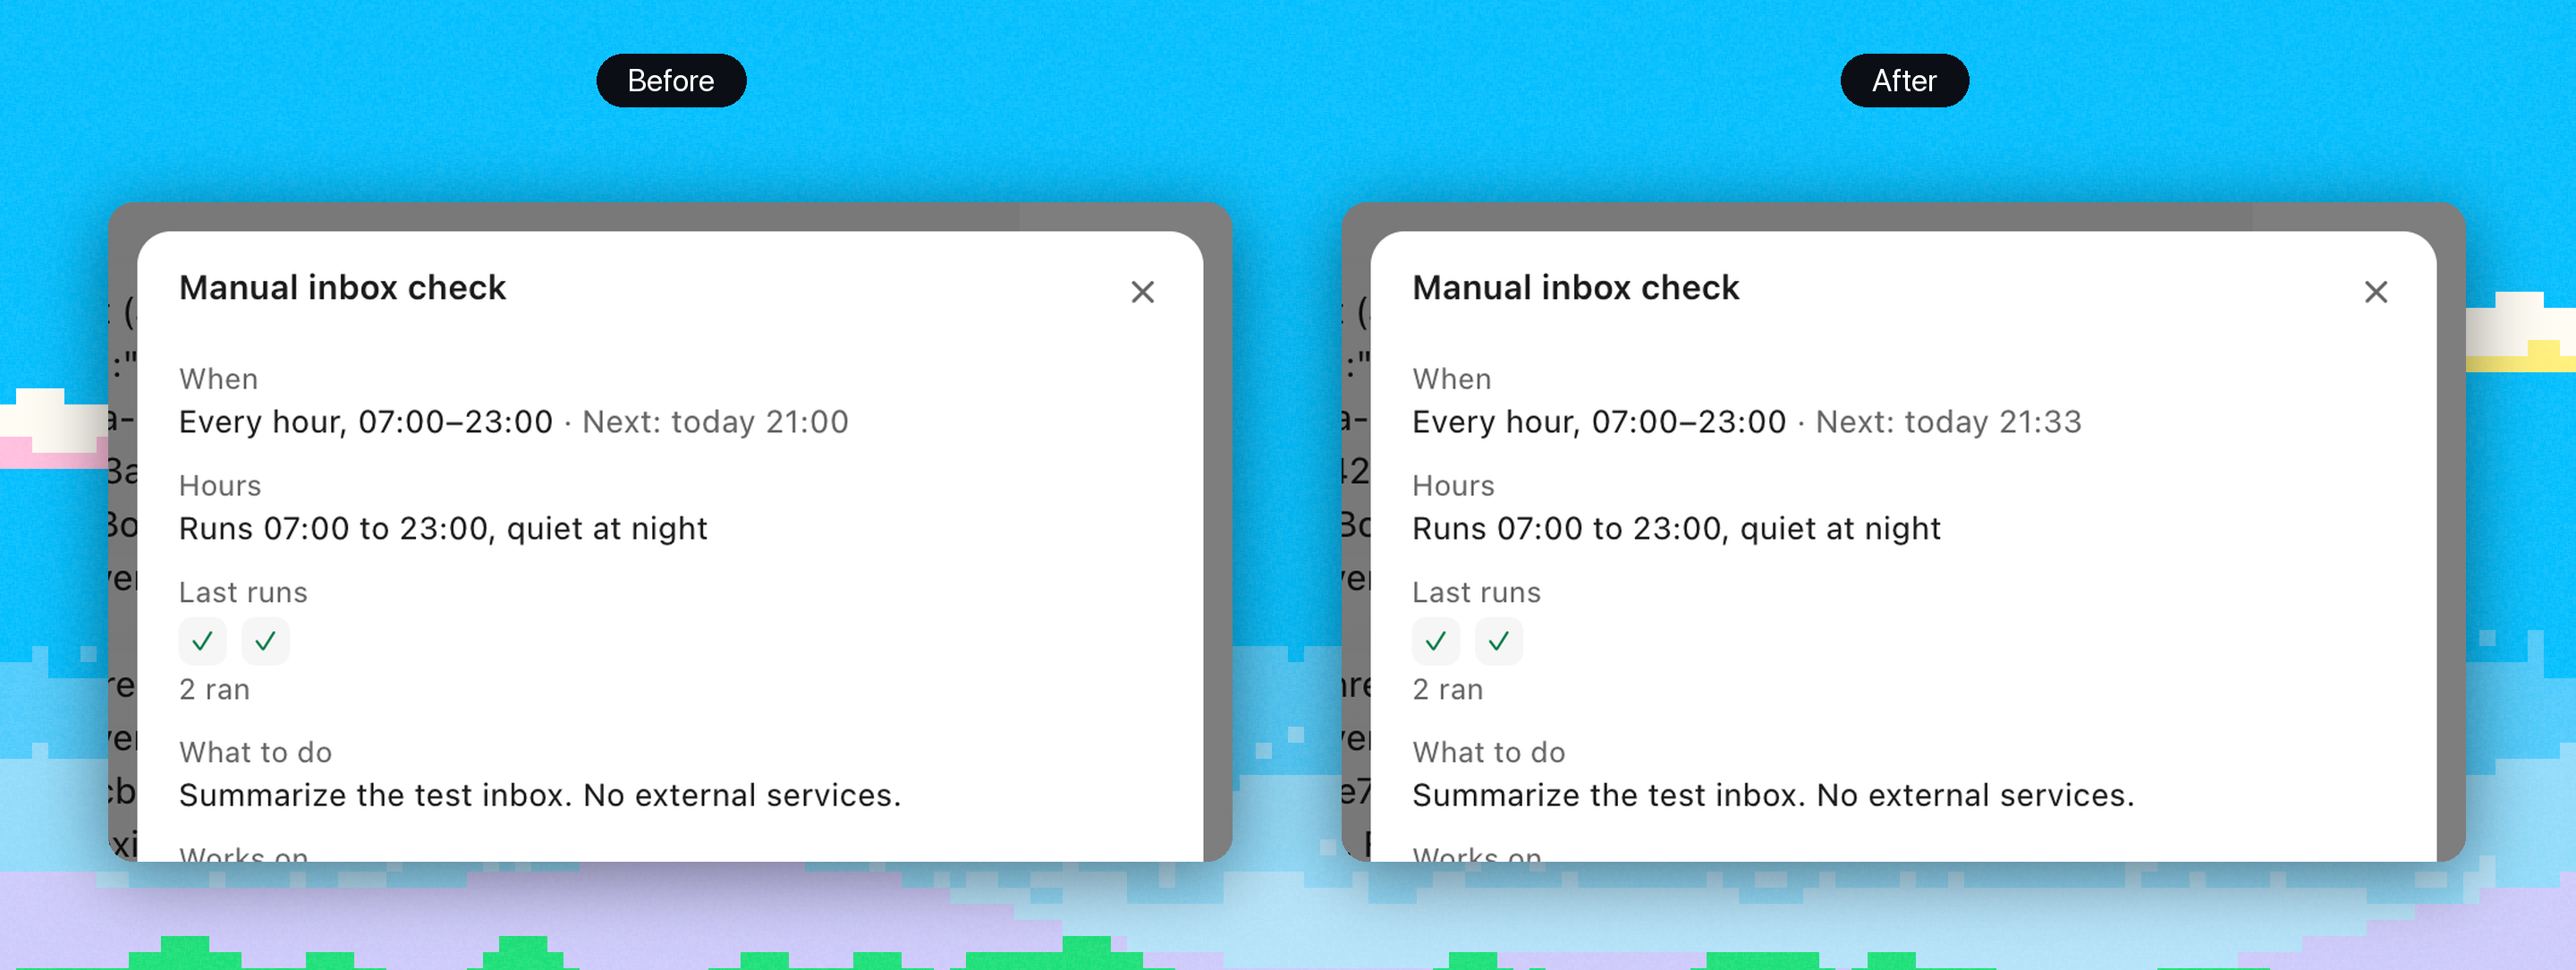 Before
Manual inbox check
When
Every hour, 07:00–23:00 · Next: today 21:00
Hours
Runs 07:00 to 23:00, quiet at night
Last runs
2 ran
What to do
Summarize the test inbox. No external services.
Works on
After
Manual inbox check
When
Every hour, 07:00–23:00 · Next: today 21:33
Hours
Runs 07:00 to 23:00, quiet at night
Last runs
2 ran
What to do
Summarize the test inbox. No external services.
Works on